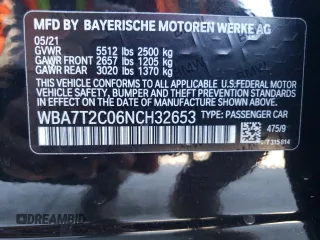 MFD BY BAYERISCHE MOTOREN WERKE AG
05/21
GVWR 5512 lbs 2500 kg
GAWR FRONT 2657 lbs 1205 kg
GAWR REAR 3020 lbs 1370 kg
THIS VEHICLE CONFORMS TO ALL APPLICABLE FEDERAL MOTOR VEHICLE
SAFETY, BUMPER AND THEFT PREVENTION STANDARDS IN EFFECT
ON THE DATE OF MANUFACTURE SHOWN ABOVE.
WBA7T2C06NCH32653 TYPE: PASSENGER CAR
475/9
7 315 814
DREAMBID